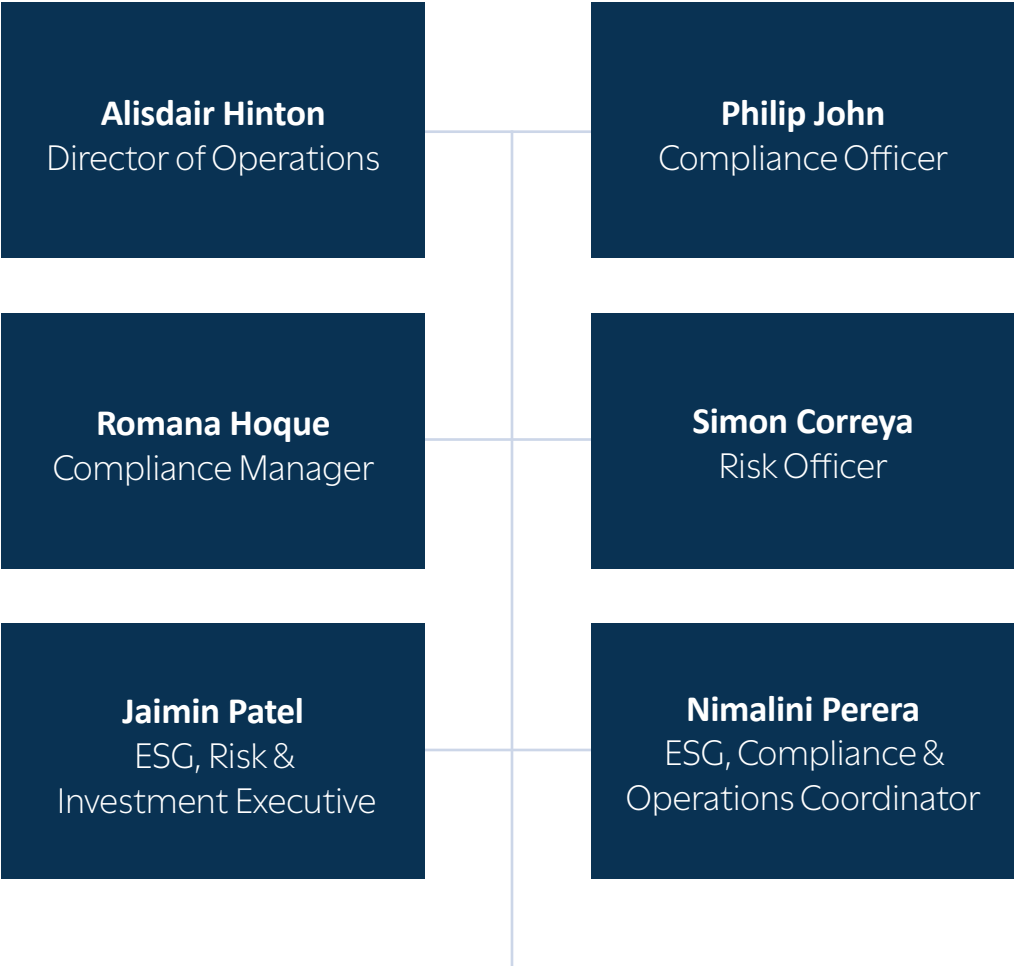 Alisdair Hinton
Director of Operations
Philip John
Compliance Officer
Romana Hoque
Compliance Manager
Simon Correya
Risk Officer
Jaimin Patel
ESG, Risk &
Investment Executive
Nimalini Perera
ESG, Compliance &
Operations Coordinator